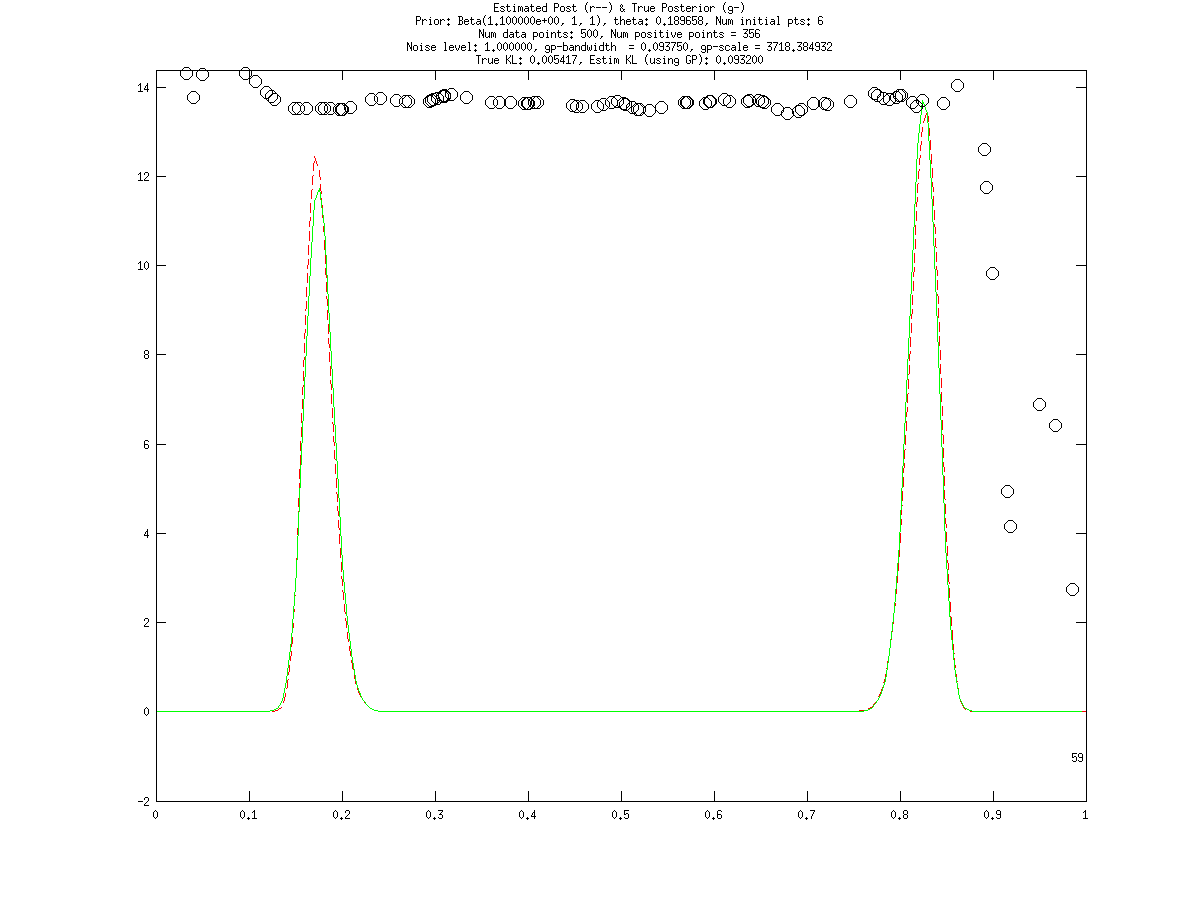 Estimated Post (r--) & True Posterior (g-)
Prior: Beta(1.100000e+00, 1, 1), theta: 0.189658, Num initial pts: 6
Num data points: 500, Num positive points = 356
Noise level: 1.000000, gp-bandwidth  = 0.093750, gp-scale = 3718.384932
True KL: 0.005417, Estim KL (using GP): 0.093200
14
12
10
8
6
4
2
0
59
-2
0 0.1 0.2 0.3 0.4 0.5 0.6 0.7 0.8 0.9 1